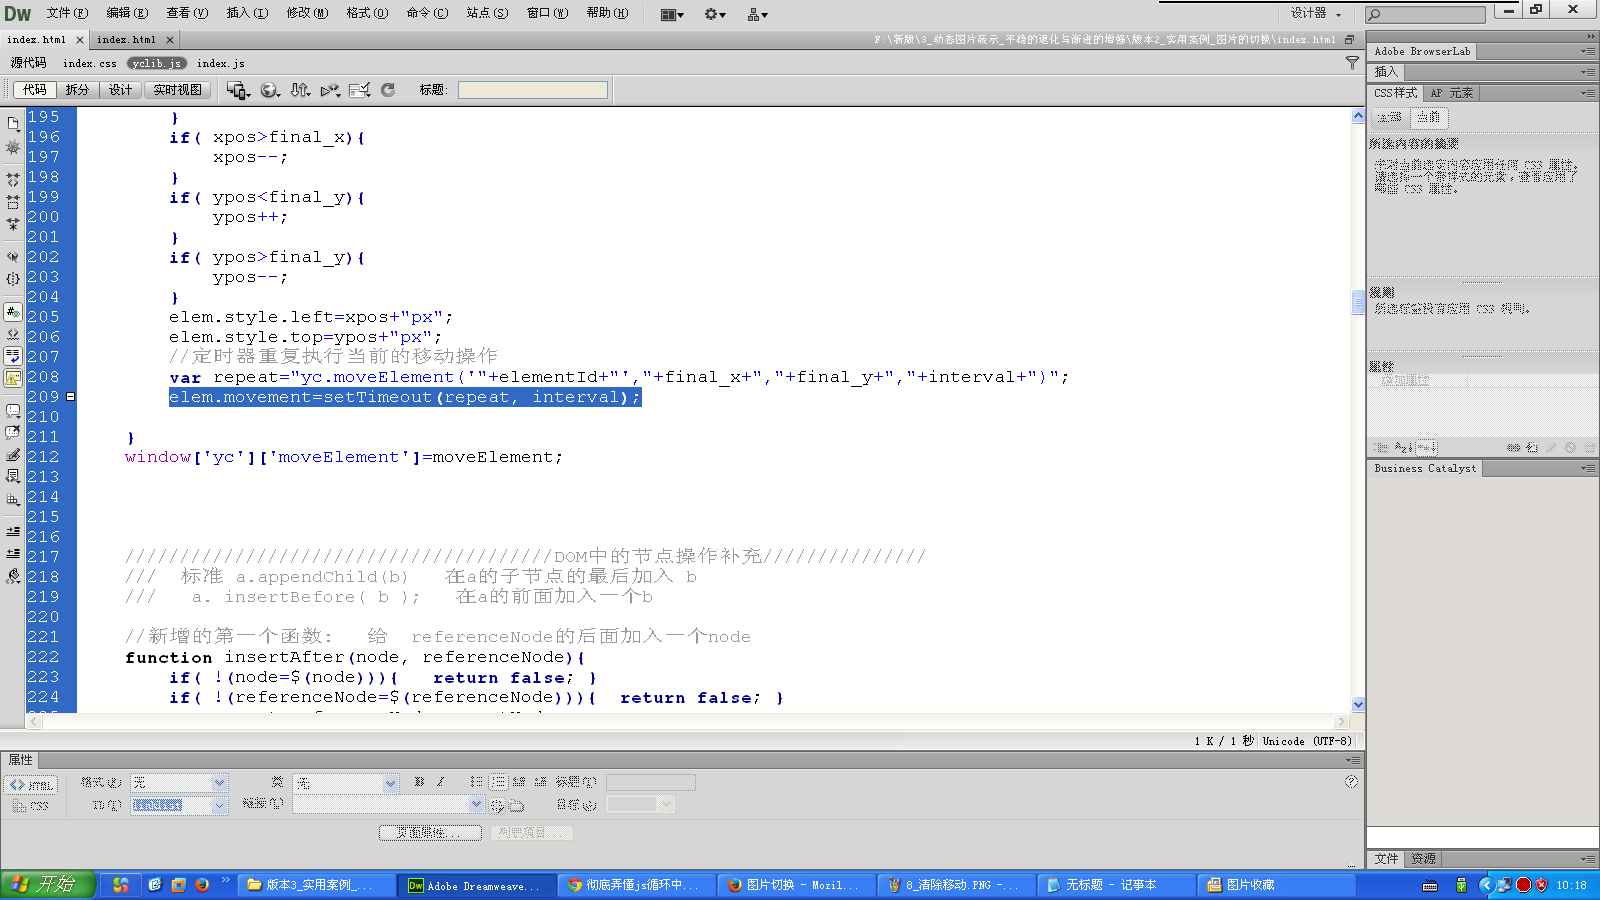 Dw 文件(F) 编辑(E) 查看(V) 插入(I) 修改(M) 格式(O) 命令(C) 站点(S) 窗口(W) 帮助(H) 设计器
index.html × index.html × F:\新版\3_动态图片展示_平稳的退化与渐进的增强\版本2_实用案例_图片的切换\index.html
源代码 index.css yclib.js index.js
代码 拆分 设计 实时视图 标题:
195 }
196 if( xpos>final_x){
197 xpos--;
198 }
199 if( ypos<final_y){
200 ypos++;
201 }
202 if( ypos>final_y){
203 ypos--;
204 }
205 elem.style.left=xpos+"px";
206 elem.style.top=ypos+"px";
207 //定时器重复执行当前的移动操作
208 var repeat="yc.moveElement('"+elementId+"',"+final_x+","+final_y+","+interval+")";
209 elem.movement=setTimeout(repeat, interval);
210
211 }
212 window['yc']['moveElement']=moveElement;
213
214
215
216
217 ///////////////////////////////////////DOM中的节点操作补充///////////////
218 /// 标准 a.appendChild(b) 在a的子节点的最后加入 b
219 /// a. insertBefore( b ); 在a的前面加入一个b
220
221 //新增的第一个函数: 给 referenceNode的后面加入一个node
222 function insertAfter(node, referenceNode){
223 if( !(node=$(node))){ return false; }
224 if( !(referenceNode=$(referenceNode))){ return false; }
1 K / 1 秒 Unicode (UTF-8)
Adobe BrowserLab
插入
CSS样式 AP 元素
全部 当前
所选内容的摘要
未对当前选定内容应用任何 CSS 属性。
请选择一个带样式的元素,查看应用了
哪些 CSS 属性。
规则
所选标签没有应用 CSS 规则。
属性
添加属性
Business Catalyst
文件 资源
属性
HTML 格式(F) 无 类 无 B I 标题(T)
CSS ID(I) linklist 链接(L) 目标(G)
页面属性... 列表项目...
开始 版本3_实用案例_... Adobe Dreamweave... 彻底弄懂js循环中... 图片切换 - Mozil... 8_清除移动.PNG -... 无标题 - 记事本 图片收藏 10:18